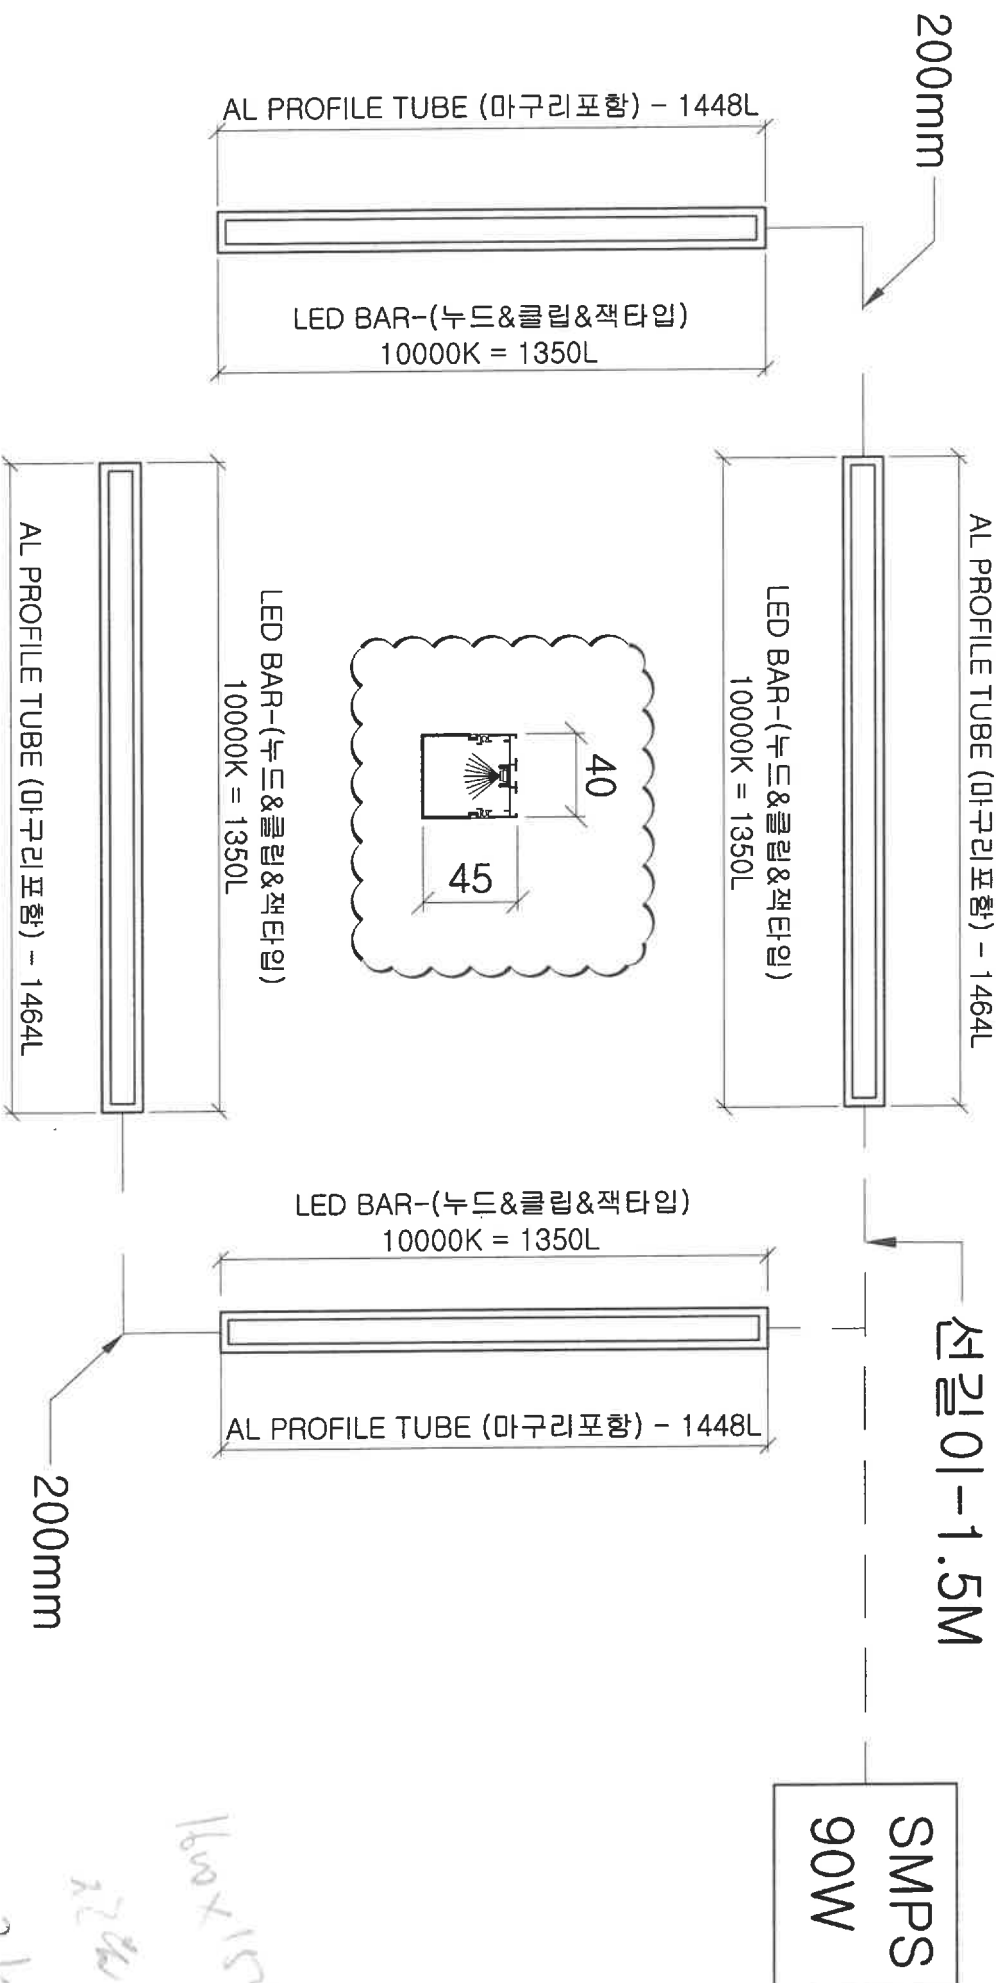 200mm
AL PROFILE TUBE (마구리포함) - 1448L
LED BAR-(누드&클립&잭타입)
10000K = 1350L
AL PROFILE TUBE (마구리포함) - 1464L
LED BAR-(누드&클립&잭타입)
10000K = 1350L
40
45
LED BAR-(누드&클립&잭타입)
10000K = 1350L
AL PROFILE TUBE (마구리포함) - 1464L
LED BAR-(누드&클립&잭타입)
10000K = 1350L
AL PROFILE TUBE (마구리포함) - 1448L
선길이-1.5M
200mm
SMPS
90W